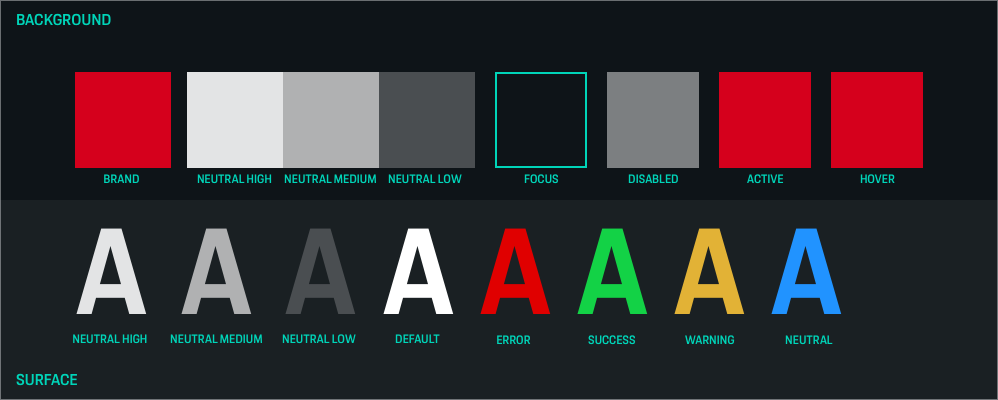 BACKGROUND
BRAND NEUTRAL HIGH NEUTRAL MEDIUM NEUTRAL LOW FOCUS DISABLED ACTIVE HOVER
A A A A A A A A
NEUTRAL HIGH NEUTRAL MEDIUM NEUTRAL LOW DEFAULT ERROR SUCCESS WARNING NEUTRAL
SURFACE